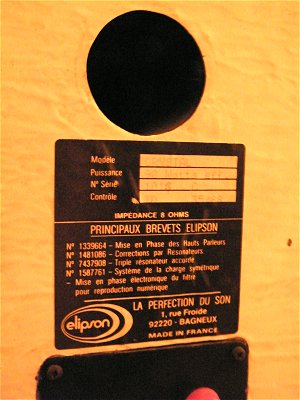 Modèle
Puissance
N° Série
Contrôle
IMPÉDANCE 8 OHMS
PRINCIPAUX BREVETS ELIPSON
N° 1339664 - Mise en Phase des Hauts Parleurs
N° 1481086 - Corrections par Resonateurs
N° 7437908 - Triple résonateur accordé
N° 1587761 - Système de la charge symétrique
- Mise en phase électronique du filtre
pour reproduction numérique
elipson
LA PERFECTION DU SON
1, rue Froide
92220 - BAGNEUX
MADE IN FRANCE